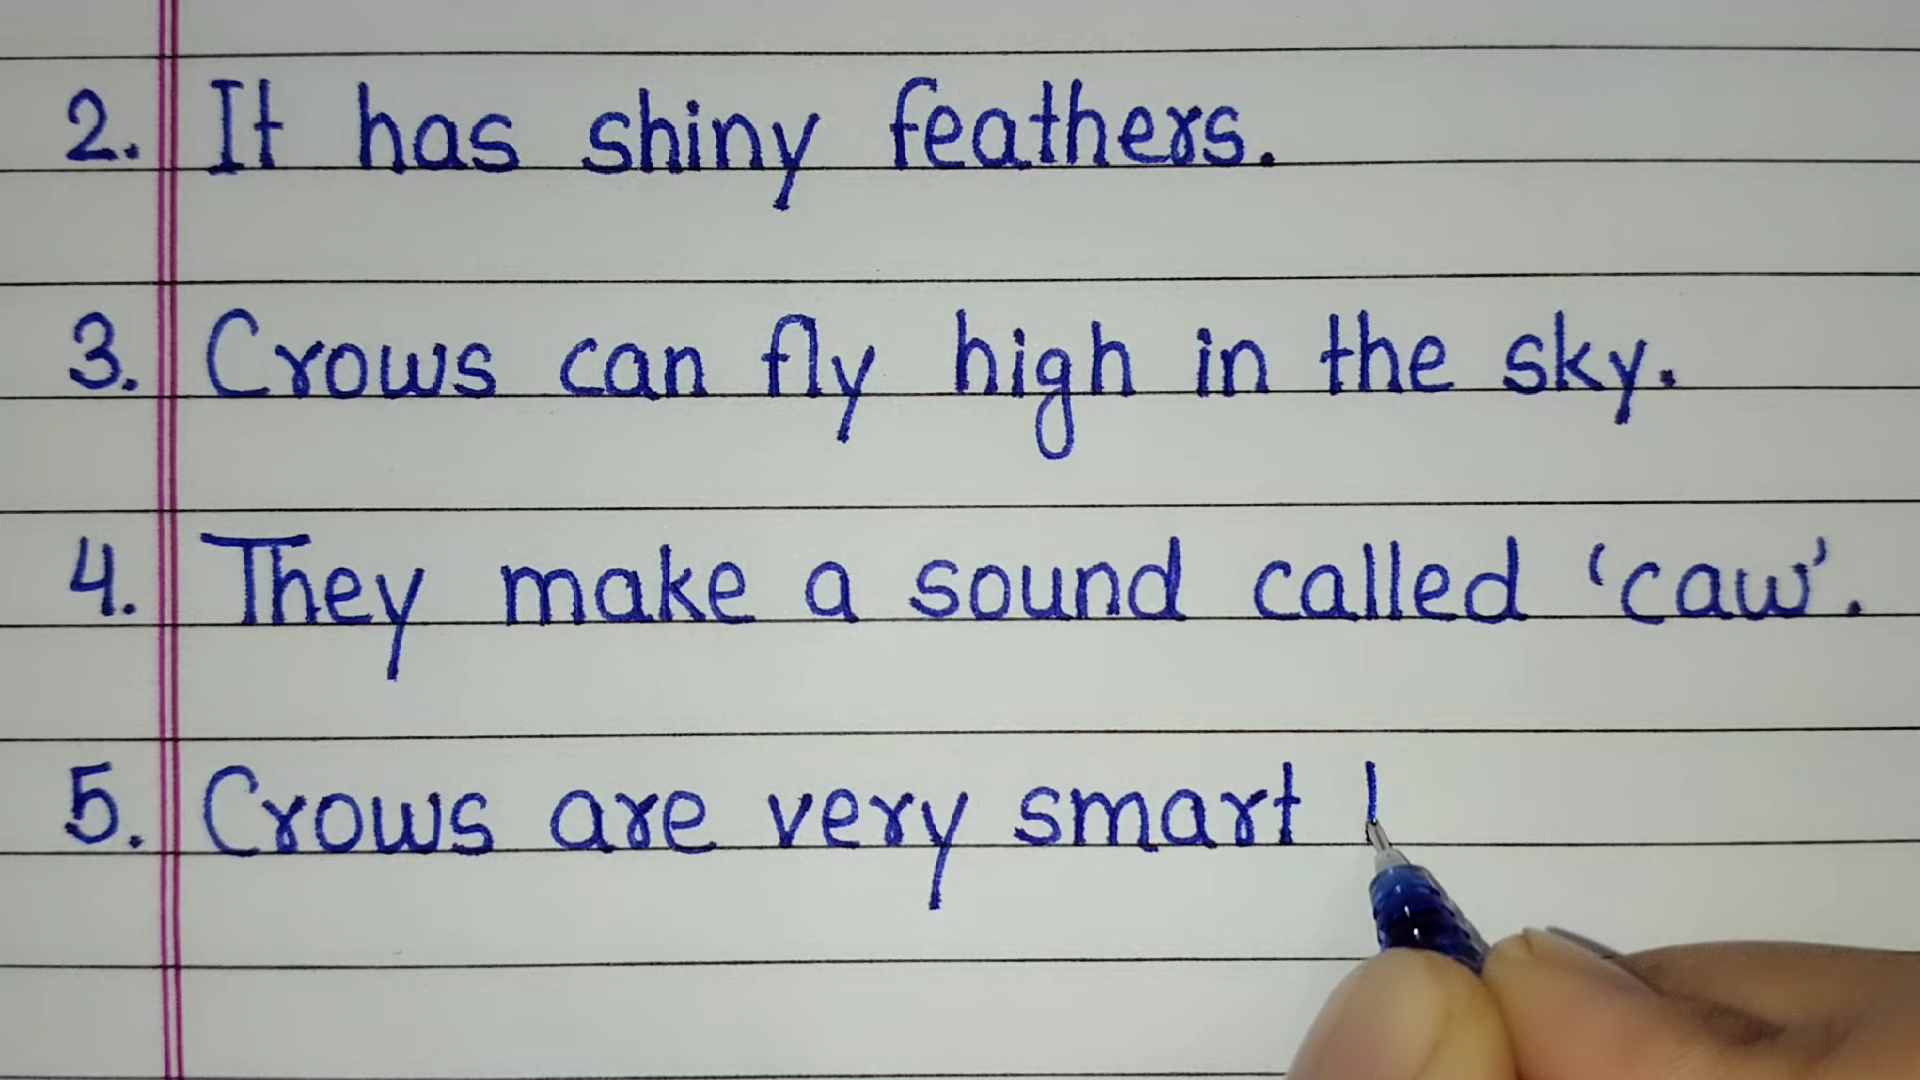 2. It has shiny feathers.
3. Crows can fly high in the sky.
4. They make a sound called ‘caw’.
5. Crows are very smart